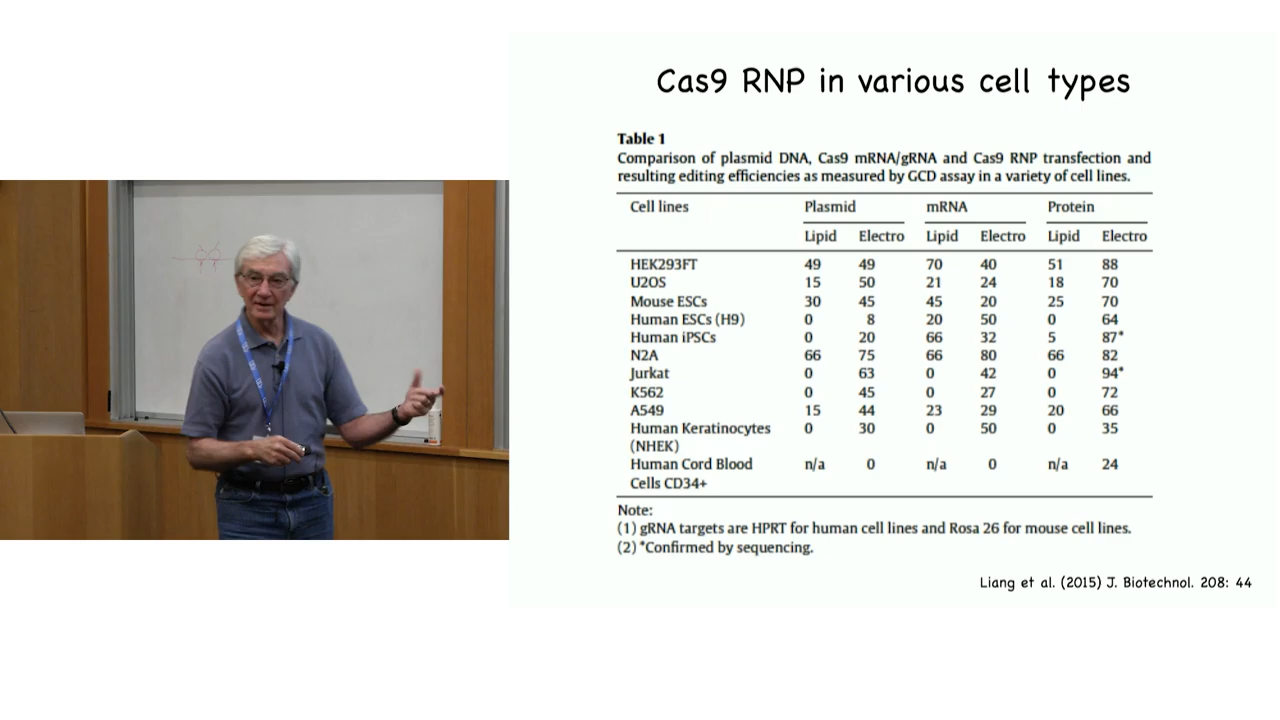 Cas9 RNP in various cell types
Table 1
Comparison of plasmid DNA, Cas9 mRNA/gRNA and Cas9 RNP transfection and
resulting editing efficiencies as measured by GCD assay in a variety of cell lines.
Cell lines Plasmid mRNA Protein
Lipid Electro Lipid Electro Lipid Electro
HEK293FT 49 49 70 40 51 88
U2OS 15 50 21 24 18 70
Mouse ESCs 30 45 45 20 25 70
Human ESCs (H9) 0 8 20 50 0 64
Human iPSCs 0 20 66 32 5 87*
N2A 66 75 66 80 66 82
Jurkat 0 63 0 42 0 94*
K562 0 45 0 27 0 72
A549 15 44 23 29 20 66
Human Keratinocytes 0 30 0 50 0 35
(NHEK)
Human Cord Blood n/a 0 n/a 0 n/a 24
Cells CD34+
Note:
(1) gRNA targets are HPRT for human cell lines and Rosa 26 for mouse cell lines.
(2) *Confirmed by sequencing.
Liang et al. (2015) J. Biotechnol. 208: 44